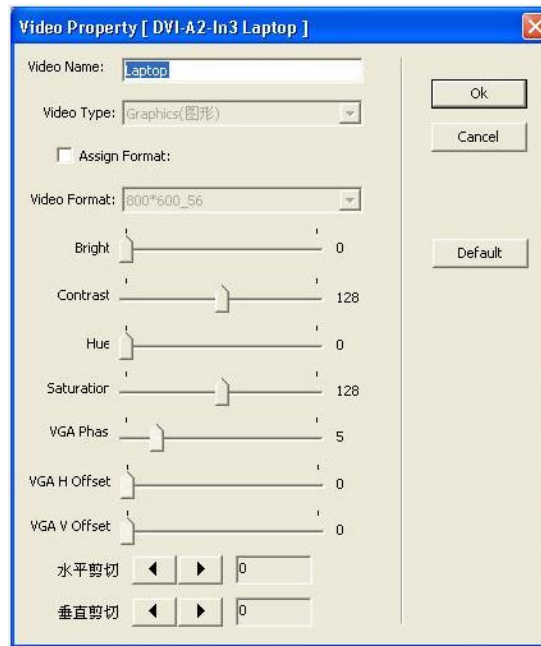 Video Property [ DVI-A2-In3 Laptop ]
Video Name: Laptop
Ok
Video Type: Graphics(图形)
Cancel
Assign Format:
Video Format: 800*600_56
Bright 0
Default
Contrast 128
Hue 0
Saturatior 128
VGA Phas 5
VGA H Offset 0
VGA V Offset 0
水平剪切 0
垂直剪切 0